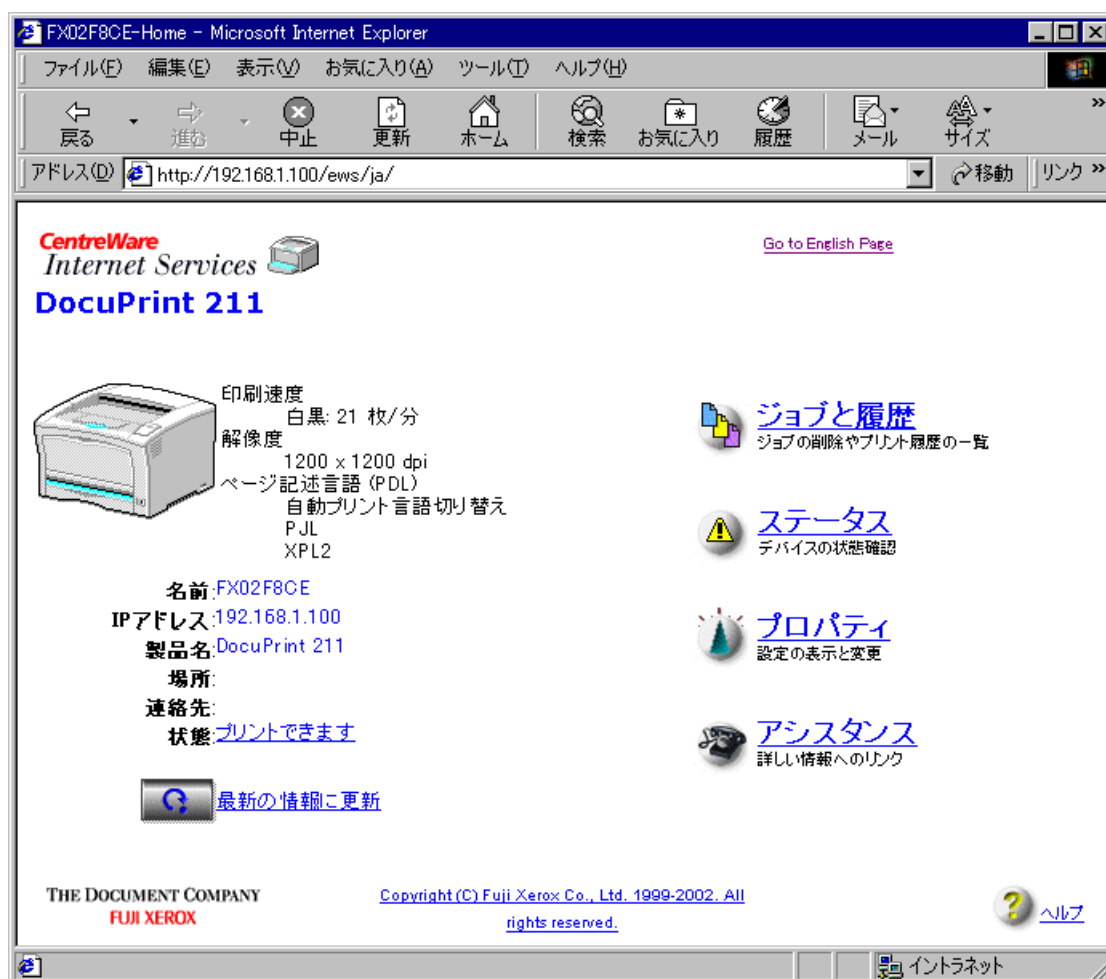 FX02F8CE-Home - Microsoft Internet Explorer
ファイル(F) 編集(E) 表示(V) お気に入り(A) ツール(T) ヘルプ(H)
戻る 進む 中止 更新 ホーム 検索 お気に入り 履歴 メール サイズ »
アドレス(D) http://192.168.1.100/ews/ja/ 移動 リンク »
CentreWare
Internet Services
Go to English Page
DocuPrint 211
印刷速度
白黒: 21 枚/分
解像度
1200 x 1200 dpi
ページ記述言語 (PDL)
自動プリント言語切り替え
PJL
XPL2
名前:FX02F8CE
IPアドレス:192.168.1.100
製品名:DocuPrint 211
場所:
連絡先:
状態:プリントできます
最新の情報に更新
ジョブと履歴
ジョブの削除やプリント履歴の一覧
ステータス
デバイスの状態確認
プロパティ
設定の表示と変更
アシスタンス
詳しい情報へのリンク
THE DOCUMENT COMPANY
FUJI XEROX
Copyright (C) Fuji Xerox Co., Ltd. 1999-2002. All
rights reserved.
ヘルプ
イントラネット